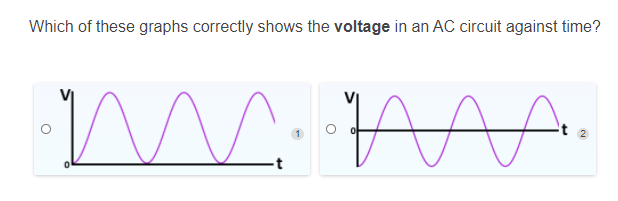 Which of these graphs correctly shows the voltage in an AC circuit against time?
V
0
t
1
V
0
t
2